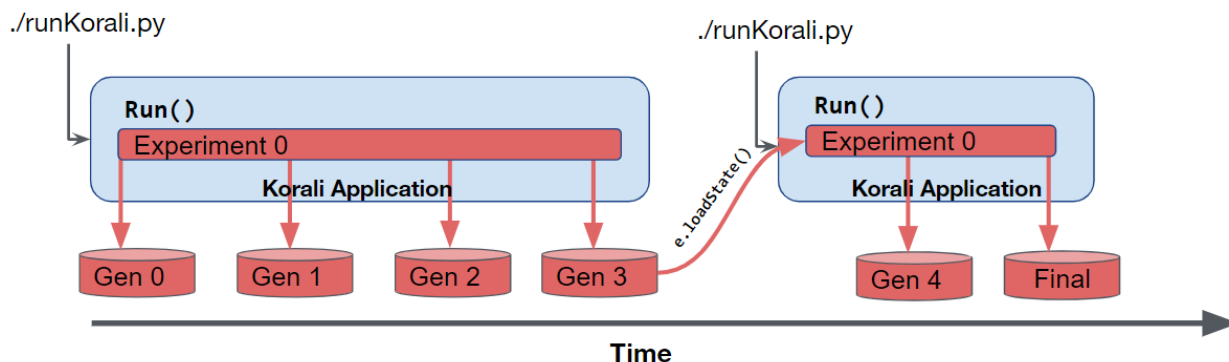 ./runKorali.py
./runKorali.py
Run()
Experiment 0
Korali Application
Run()
Experiment 0
Korali Application
e.loadState()
Gen 0
Gen 1
Gen 2
Gen 3
Gen 4
Final
Time